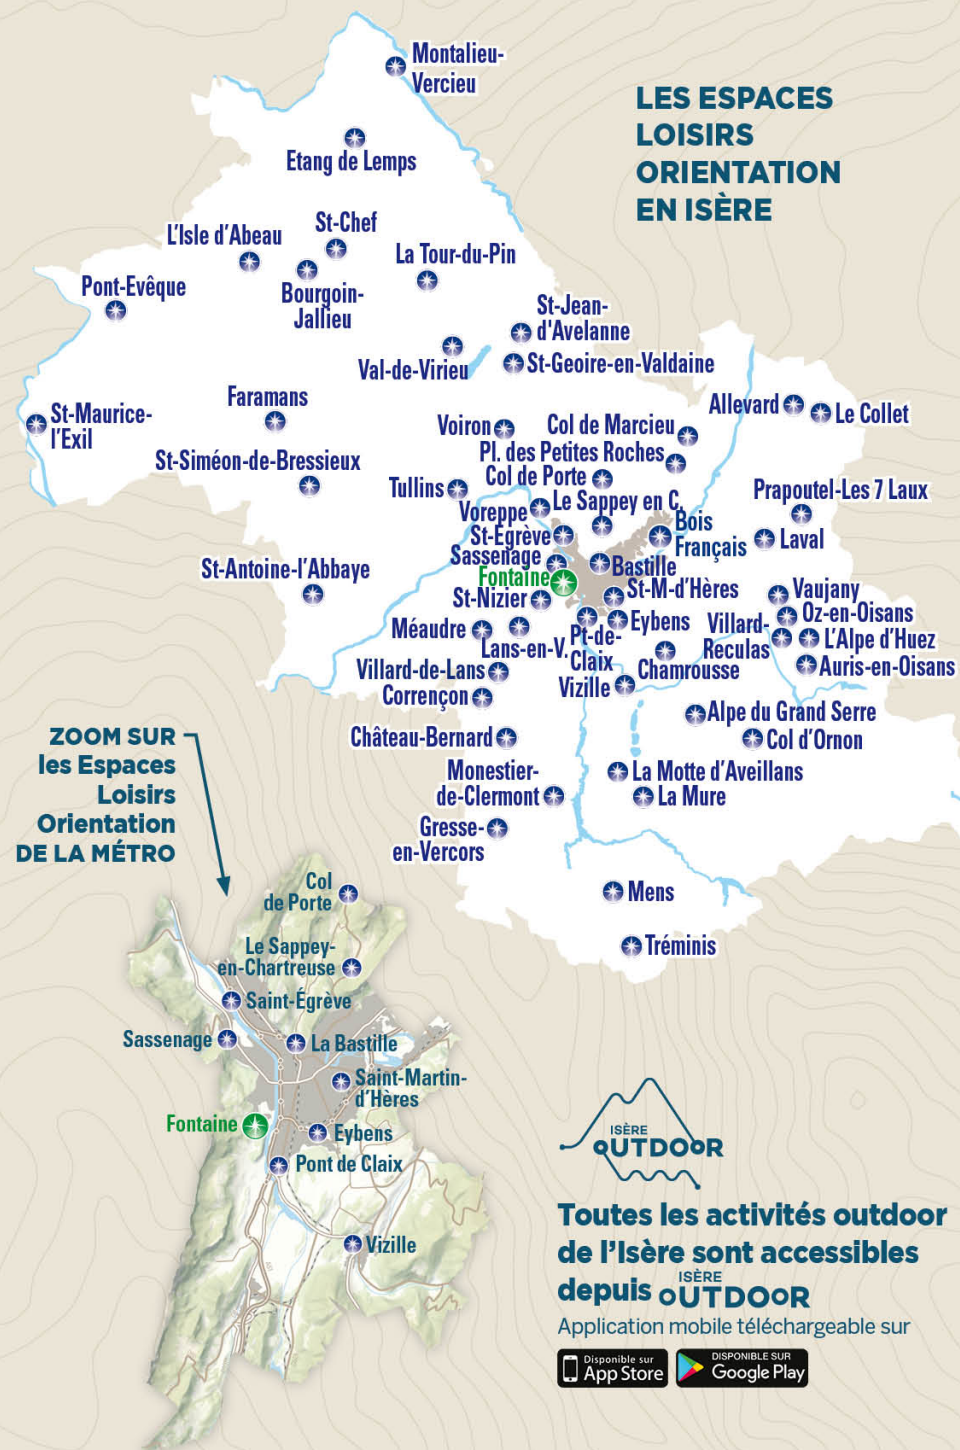 Montalieu-
Vercieu
LES ESPACES
LOISIRS
ORIENTATION
EN ISÈRE
Etang de Lemps
St-Chef
L'Isle d'Abeau
La Tour-du-Pin
Pont-Evêque
Bourgoin-
Jallieu
St-Jean-
d'Avelanne
Val-de-Virieu
St-Geoire-en-Valdaine
Faramans
St-Maurice-
l'Exil
Allevard
Le Collet
Voiron
Col de Marcieu
St-Siméon-de-Bressieux
Pl. des Petites Roches
Col de Porte
Tullins
Prapoutel-Les 7 Laux
Voreppe
Le Sappey en C.
Bois
Français
St-Egrève
Laval
Sassenage
Bastille
St-Antoine-l'Abbaye
Fontaine
St-M-d'Hères
Vaujany
St-Nizier
Oz-en-Oisans
Méaudre
Eybens
Villard-
Reculas
L'Alpe d'Huez
Lans-en-V.
Pt-de-
Claix
Chamrousse
Auris-en-Oisans
Villard-de-Lans
Vizille
Corrençon
Alpe du Grand Serre
Château-Bernard
Col d'Ornon
Monestier-
de-Clermont
La Motte d'Aveillans
La Mure
Gresse-
en-Vercors
Mens
Tréminis
ZOOM SUR
les Espaces
Loisirs
Orientation
DE LA MÉTRO
Col
de Porte
Le Sappey-
en-Chartreuse
Saint-Égrève
Sassenage
La Bastille
Saint-Martin-
d'Hères
Fontaine
Eybens
Pont de Claix
Vizille
ISÈRE
OUTDOOR
Toutes les activités outdoor
de l'Isère sont accessibles
depuis ISÈRE OUTDOOR
Application mobile téléchargeable sur
Disponible sur
App Store
DISPONIBLE SUR
Google Play